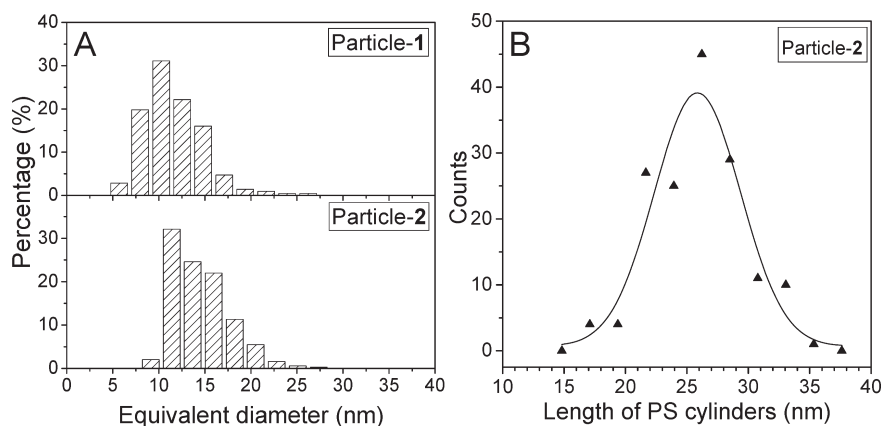 A
Particle-1
Percentage (%)
40
30
20
10
0
Particle-2
30
20
10
0
0 5 10 15 20 25 30 35 40
Equivalent diameter (nm)
B
Particle-2
Counts
50
40
30
20
10
0
10 15 20 25 30 35 40
Length of PS cylinders (nm)